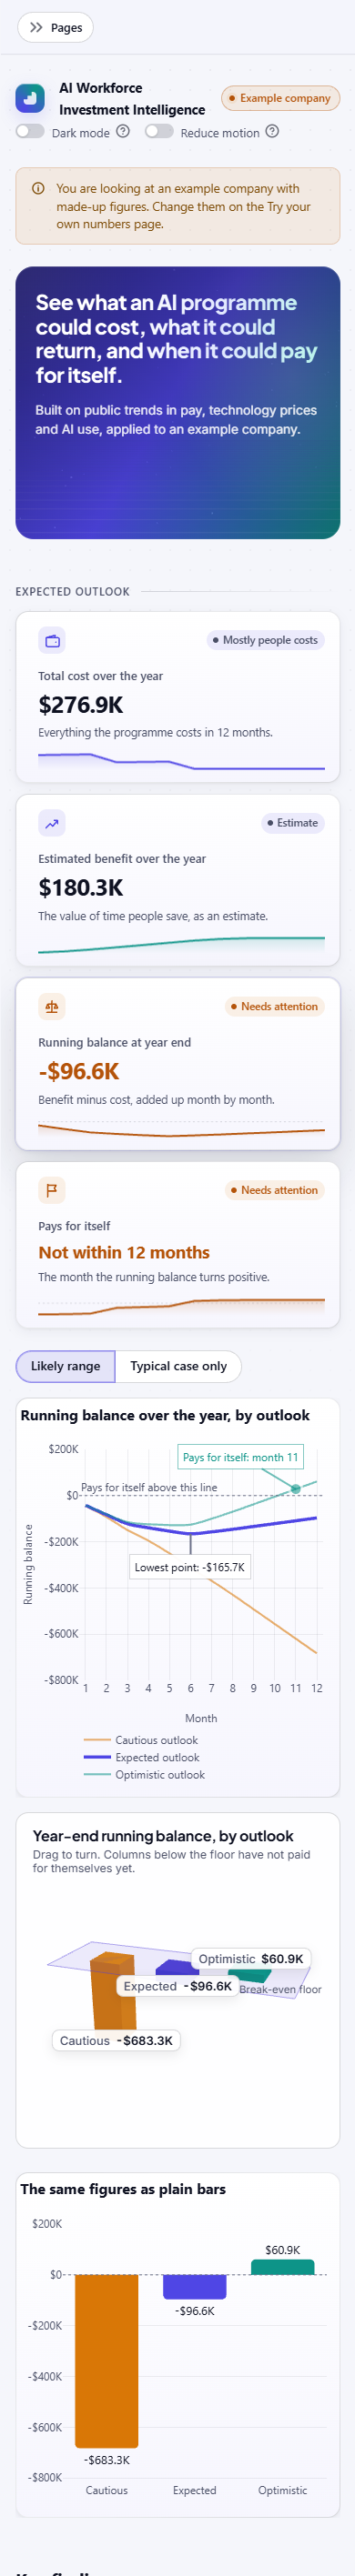 Pages
AI Workforce
Investment Intelligence
Example company
Dark mode
Reduce motion
You are looking at an example company with
made-up figures. Change them on the Try your
own numbers page.
See what an AI programme
could cost, what it could
return, and when it could pay
for itself.
Built on public trends in pay, technology prices
and AI use, applied to an example company.
EXPECTED OUTLOOK
Mostly people costs
Total cost over the year
$276.9K
Everything the programme costs in 12 months.
Estimate
Estimated benefit over the year
$180.3K
The value of time people save, as an estimate.
Needs attention
Running balance at year end
-$96.6K
Benefit minus cost, added up month by month.
Needs attention
Pays for itself
Not within 12 months
The month the running balance turns positive.
Likely range
Typical case only
Running balance over the year, by outlook
$200K
Pays for itself: month 11
Pays for itself above this line
$0
-$200K
Lowest point: -$165.7K
-$400K
-$600K
-$800K
Running balance
1 2 3 4 5 6 7 8 9 10 11 12
Month
Cautious outlook
Expected outlook
Optimistic outlook
Year-end running balance, by outlook
Drag to turn. Columns below the floor have not paid
for themselves yet.
Optimistic $60.9K
Expected -$96.6K
Break-even floor
Cautious -$683.3K
The same figures as plain bars
$200K
$60.9K
$0
-$96.6K
-$200K
-$400K
-$600K
-$683.3K
-$800K
Cautious Expected Optimistic